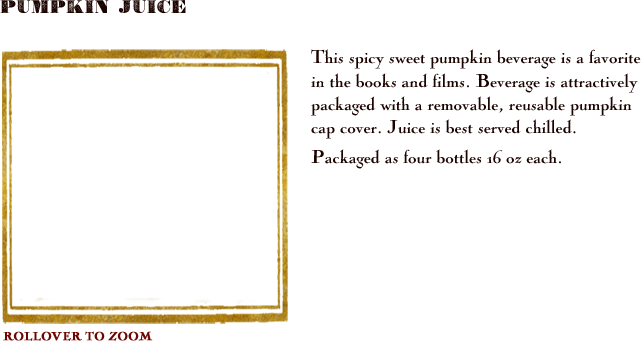 PUMPKIN JUICE
This spicy sweet pumpkin beverage is a favorite
in the books and films. Beverage is attractively
packaged with a removable, reusable pumpkin
cap cover. Juice is best served chilled.
Packaged as four bottles 16 oz each.
ROLLOVER TO ZOOM